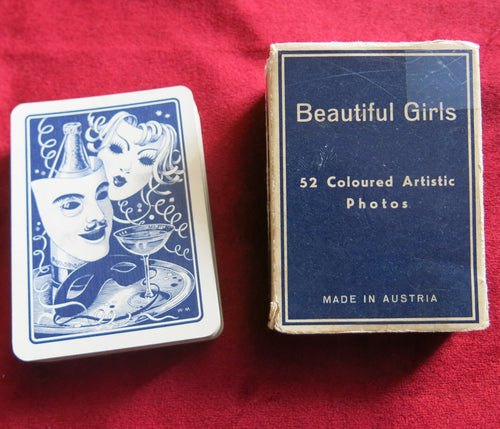 Beautiful Girls
52 Coloured Artistic
Photos
MADE IN AUSTRIA